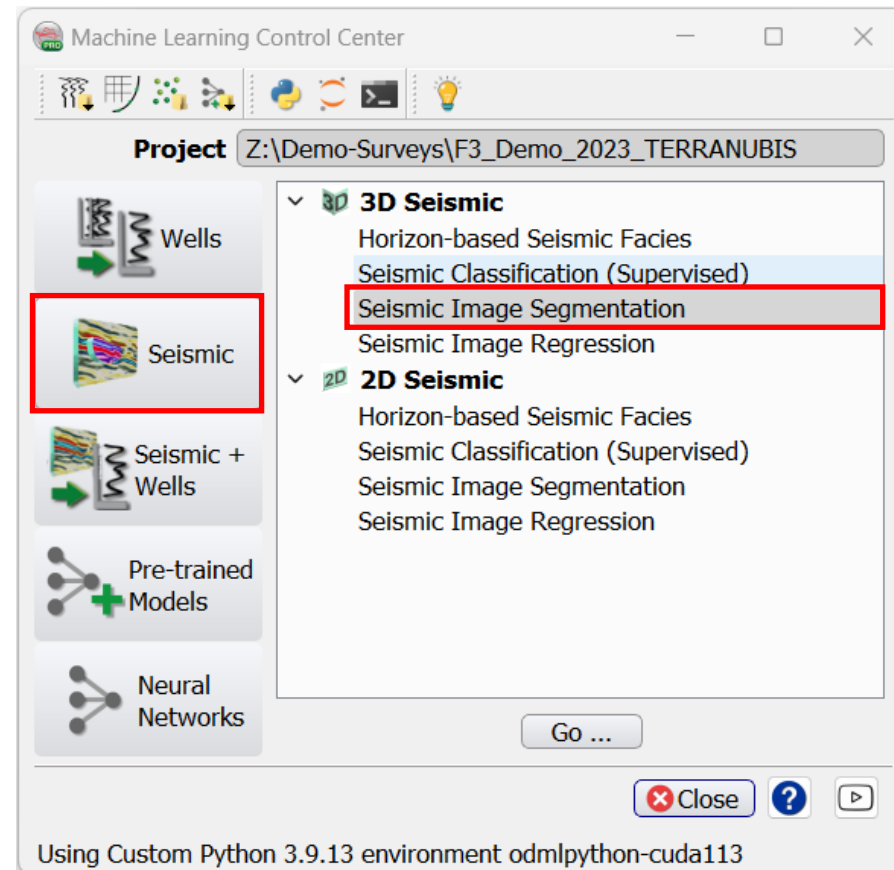 Machine Learning Control Center
Project Z:\Demo-Surveys\F3_Demo_2023_TERRANUBIS
Wells
Seismic
Seismic +
Wells
Pre-trained
Models
Neural
Networks
3D 3D Seismic
Horizon-based Seismic Facies
Seismic Classification (Supervised)
Seismic Image Segmentation
Seismic Image Regression
2D 2D Seismic
Horizon-based Seismic Facies
Seismic Classification (Supervised)
Seismic Image Segmentation
Seismic Image Regression
Go ...
Close ?
Using Custom Python 3.9.13 environment odmlpython-cuda113